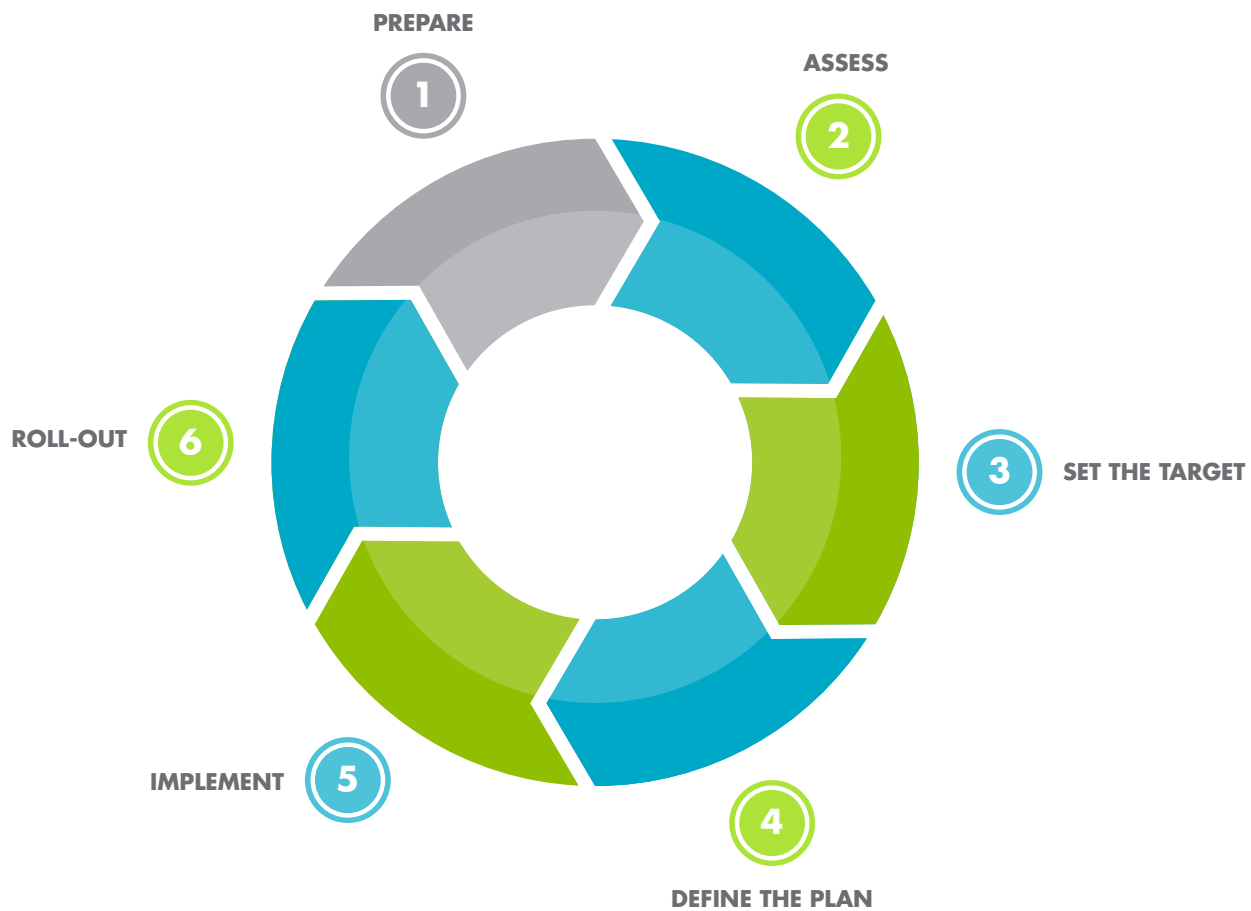 PREPARE
1
ASSESS
2
3
SET THE TARGET
4
DEFINE THE PLAN
5
IMPLEMENT
6
ROLL-OUT